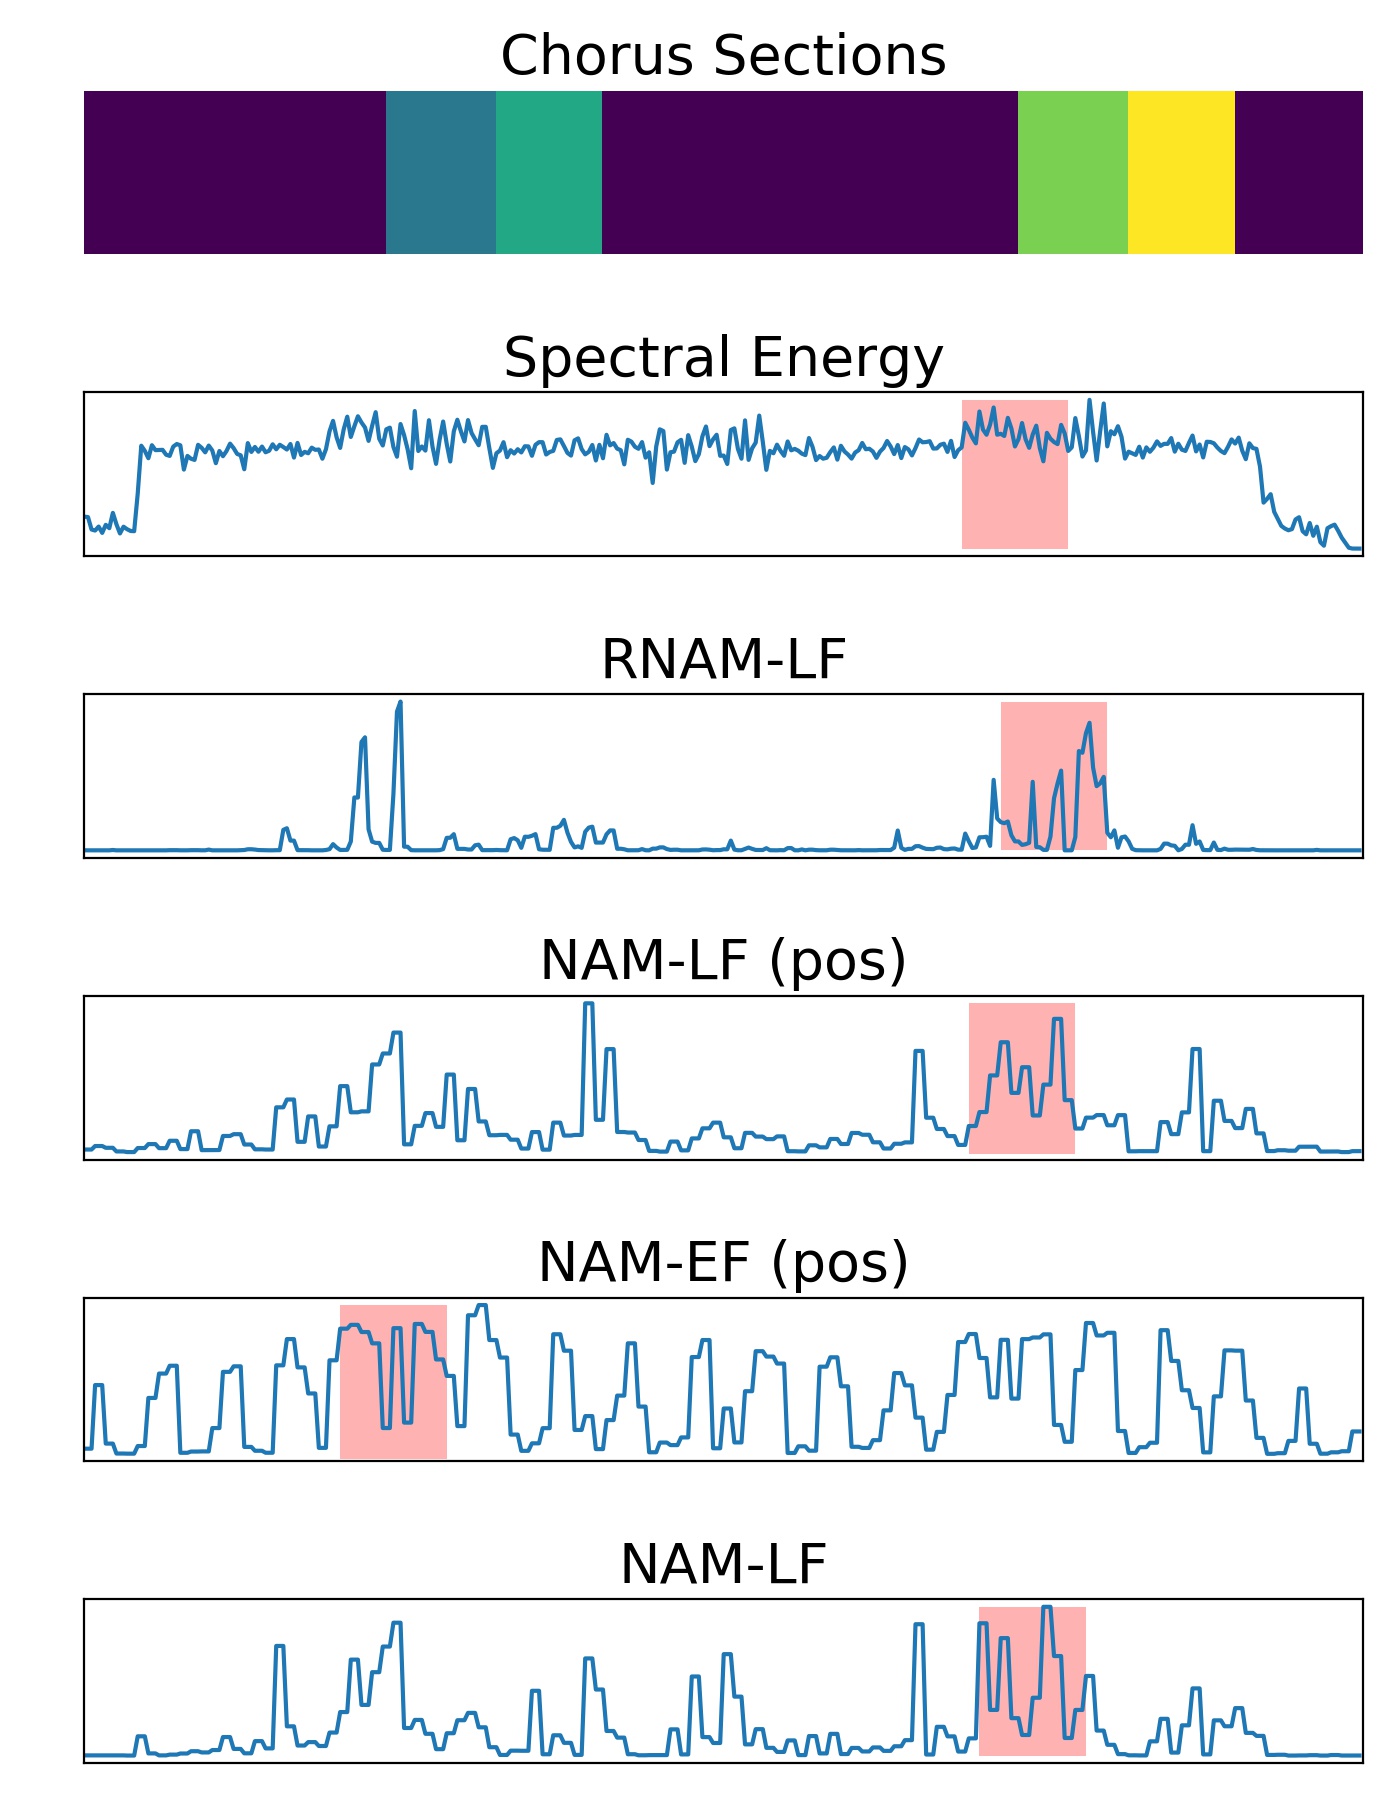 Chorus Sections
Spectral Energy
RNAM-LF
NAM-LF (pos)
NAM-EF (pos)
NAM-LF